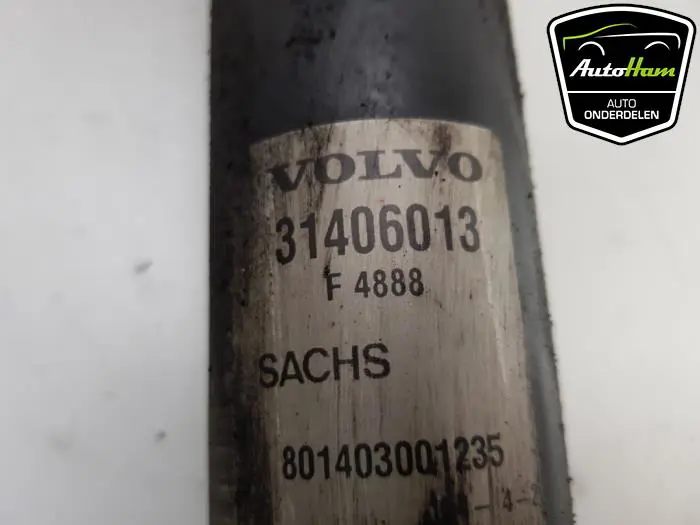 AutoHam
AUTO
ONDERDELEN
VOLVO
31406013
F 4888
SACHS
801403001235